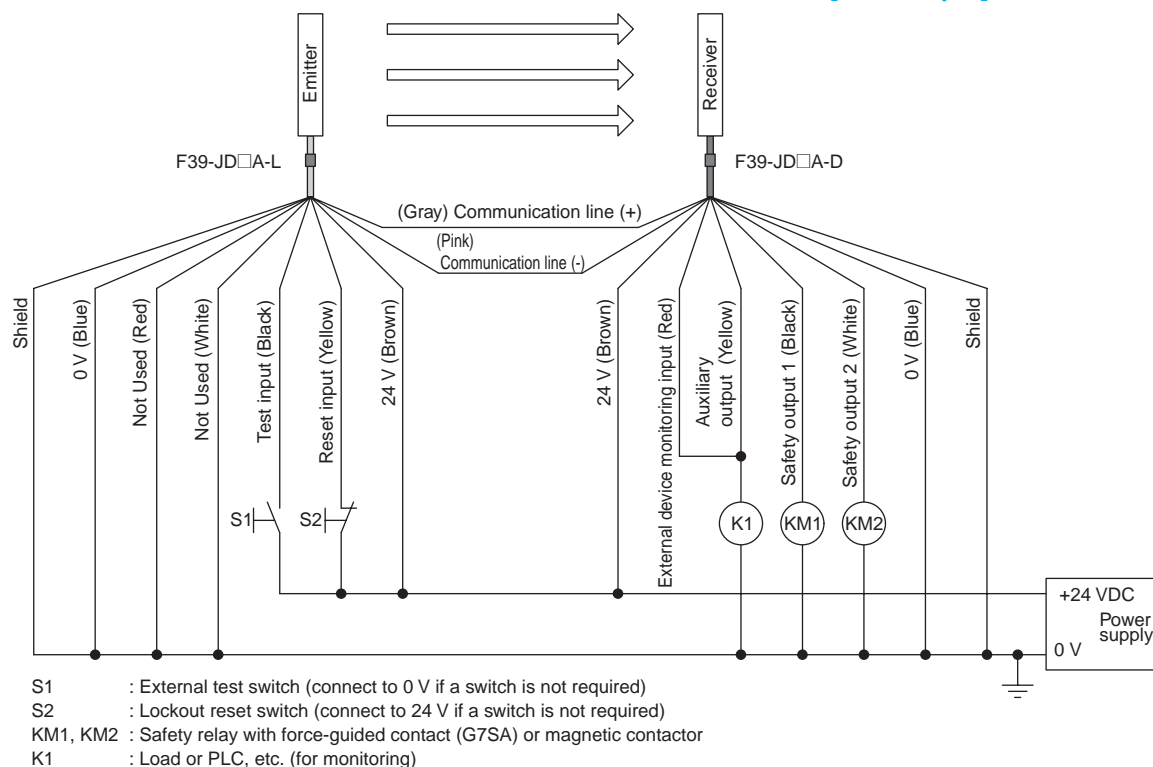 Emitter
Receiver
F39-JD□A-L
F39-JD□A-D
(Gray) Communication line (+)
(Pink)
Communication line (-)
Shield
0 V (Blue)
Not Used (Red)
Not Used (White)
Test input (Black)
Reset input (Yellow)
24 V (Brown)
24 V (Brown)
External device monitoring input (Red)
Auxiliary
output (Yellow)
Safety output 1 (Black)
Safety output 2 (White)
0 V (Blue)
Shield
S1
S2
K1
KM1
KM2
+24 VDC
Power
supply
0 V
S1 : External test switch (connect to 0 V if a switch is not required)
S2 : Lockout reset switch (connect to 24 V if a switch is not required)
KM1, KM2 : Safety relay with force-guided contact (G7SA) or magnetic contactor
K1 : Load or PLC, etc. (for monitoring)